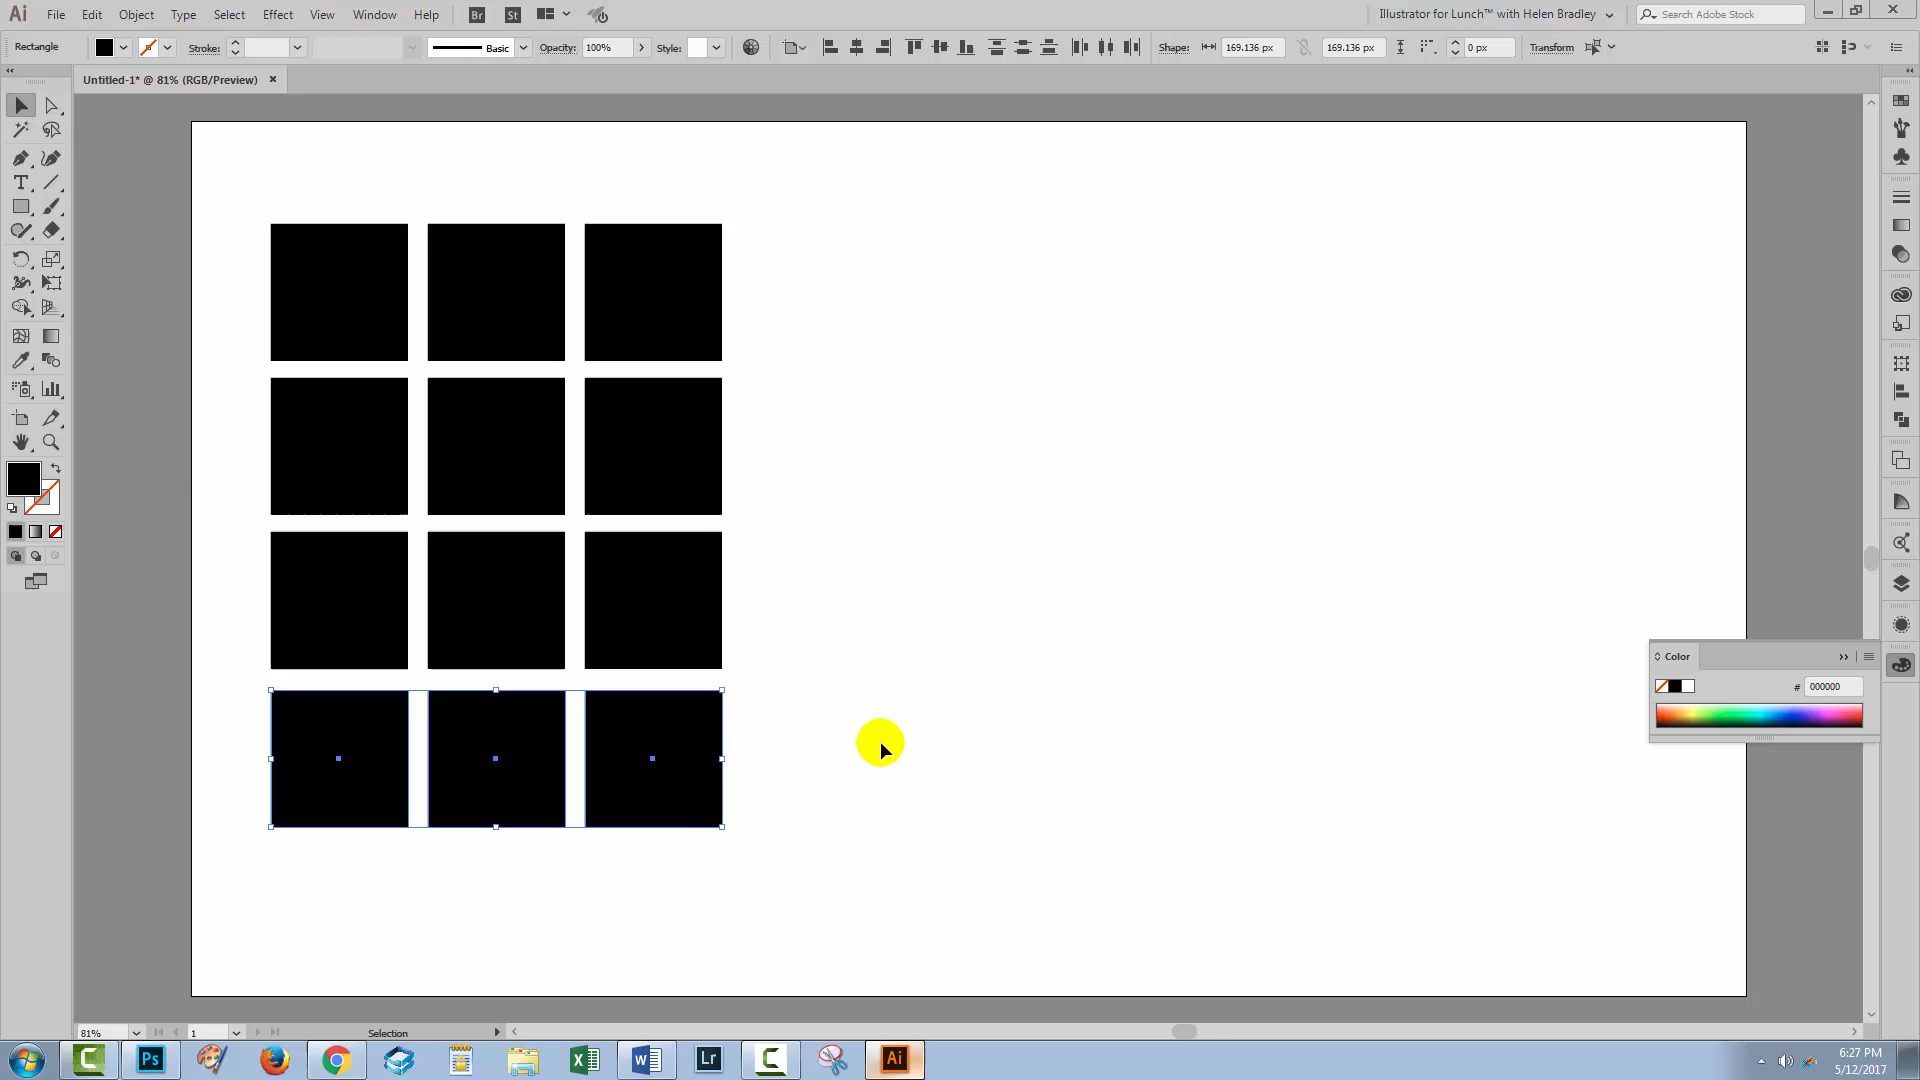 Ai File Edit Object Type Select Effect View Window Help Br St Illustrator for Lunch™ with Helen Bradley Search Adobe Stock
Rectangle Stroke: Basic Opacity: 100% Style: Shape: 169.136 px 169.136 px 0 px Transform
Untitled-1* @ 81% (RGB/Preview)
Color
# 000000
81% 1 Selection
Ps Lr Ai
6:27 PM
5/12/2017